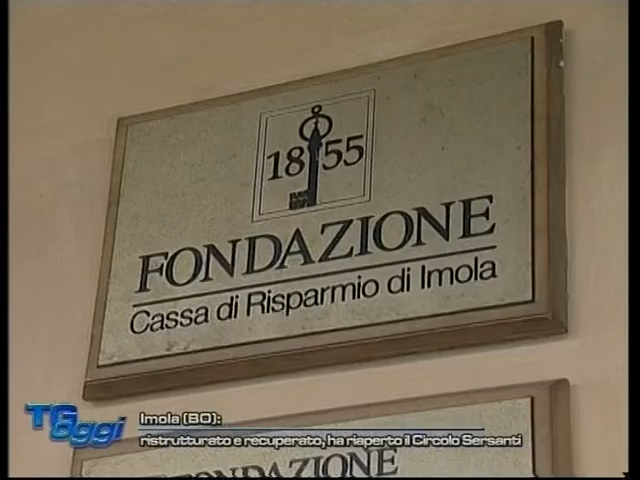 1855
FONDAZIONE
Cassa di Risparmio di Imola
TG oggi
Imola (BO):
ristrutturato e recuperato, ha riaperto il Circolo Sersanti
FONDAZIONE